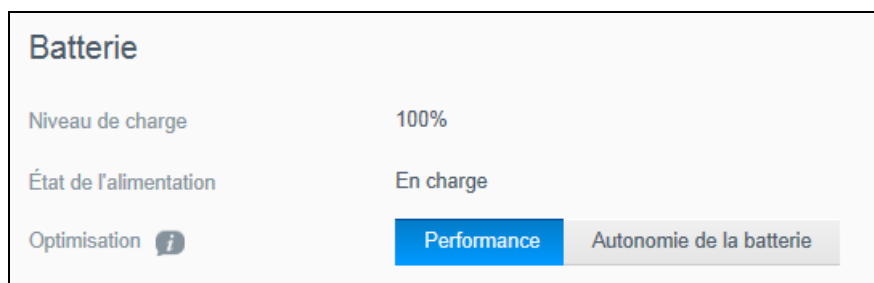 Batterie
Niveau de charge 100%
État de l'alimentation En charge
Optimisation i Performance Autonomie de la batterie